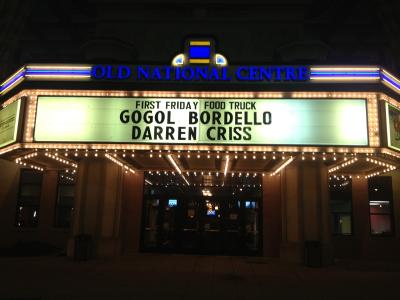 OLD NATIONAL CENTRE
FIRST FRIDAY FOOD TRUCK
GOGOL BORDELLO
DARREN CRISS